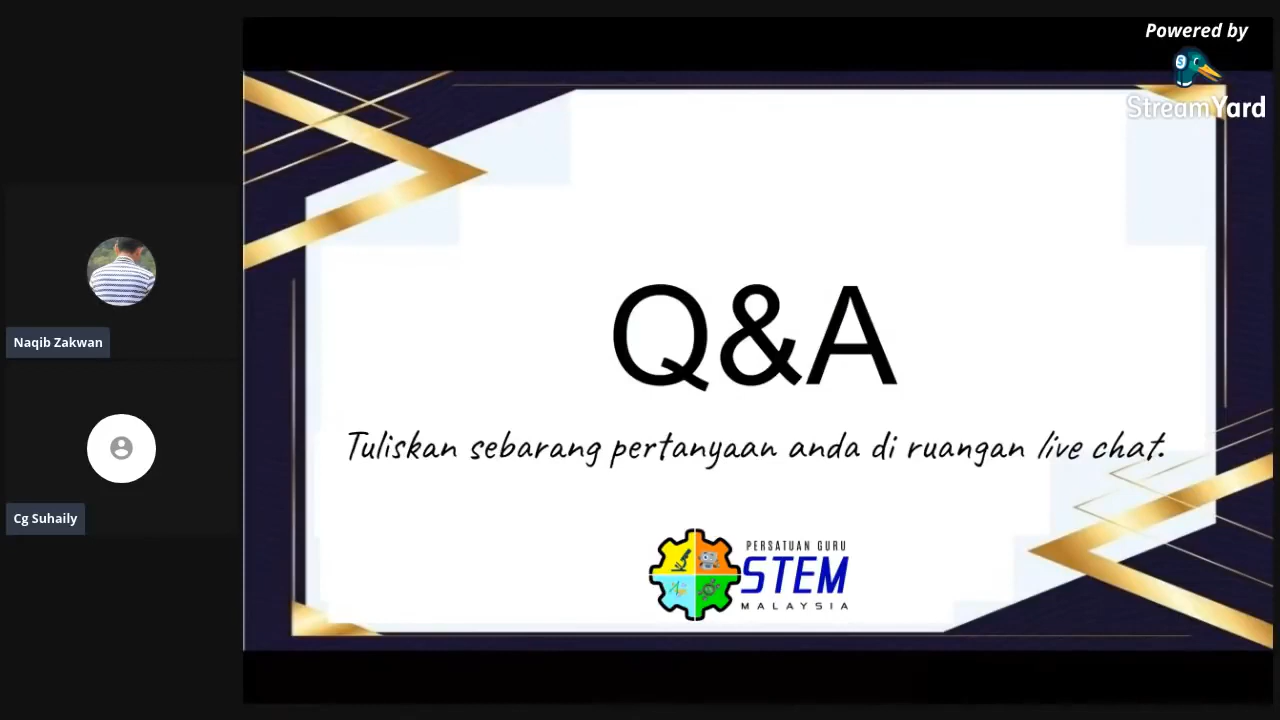 Powered by
StreamYard
Q&A
Tuliskan sebarang pertanyaan anda di ruangan live chat.
PERSATUAN GURU
STEM
MALAYSIA
Naqib Zakwan
Cg Suhaily